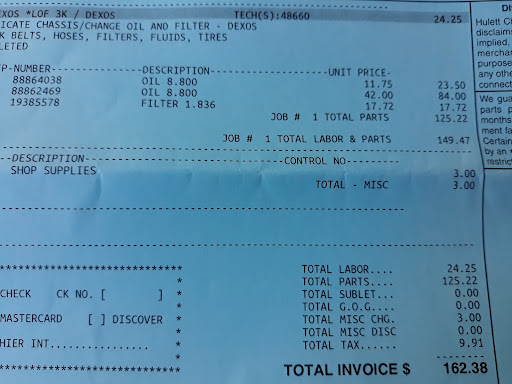 EXOS *LOF 3K / DEXOS TECH(S):48660 24.25
ICATE CHASSIS/CHANGE OIL AND FILTER - DEXOS
K BELTS, HOSES, FILTERS, FLUIDS, TIRES
LETED
TP-NUMBER--------------DESCRIPTION--------------------UNIT PRICE-
88864038 OIL 8.800 11.75 23.50
88862469 OIL 8.800 42.00 84.00
19385578 FILTER 1.836 17.72 17.72
JOB # 1 TOTAL PARTS 125.22
JOB # 1 TOTAL LABOR & PARTS 149.47
--DESCRIPTION---------------------------CONTROL NO---------
SHOP SUPPLIES 3.00
TOTAL - MISC 3.00
TOTAL LABOR.... 24.25
TOTAL PARTS.... 125.22
TOTAL SUBLET... 0.00
TOTAL G.O.G.... 0.00
TOTAL MISC CHG. 3.00
TOTAL MISC DISC 0.00
TOTAL TAX...... 9.91
TOTAL INVOICE $ 162.38
****************************
*
CHECK CK NO. [ ] *
*
MASTERCARD [ ] DISCOVER *
*
HIER INT............... *
*
****************************
DI
Hulett C
disclaim
implied,
merchan
any othe
connect
We gua
parts p
months
ment fa
Certain
by an
restrict